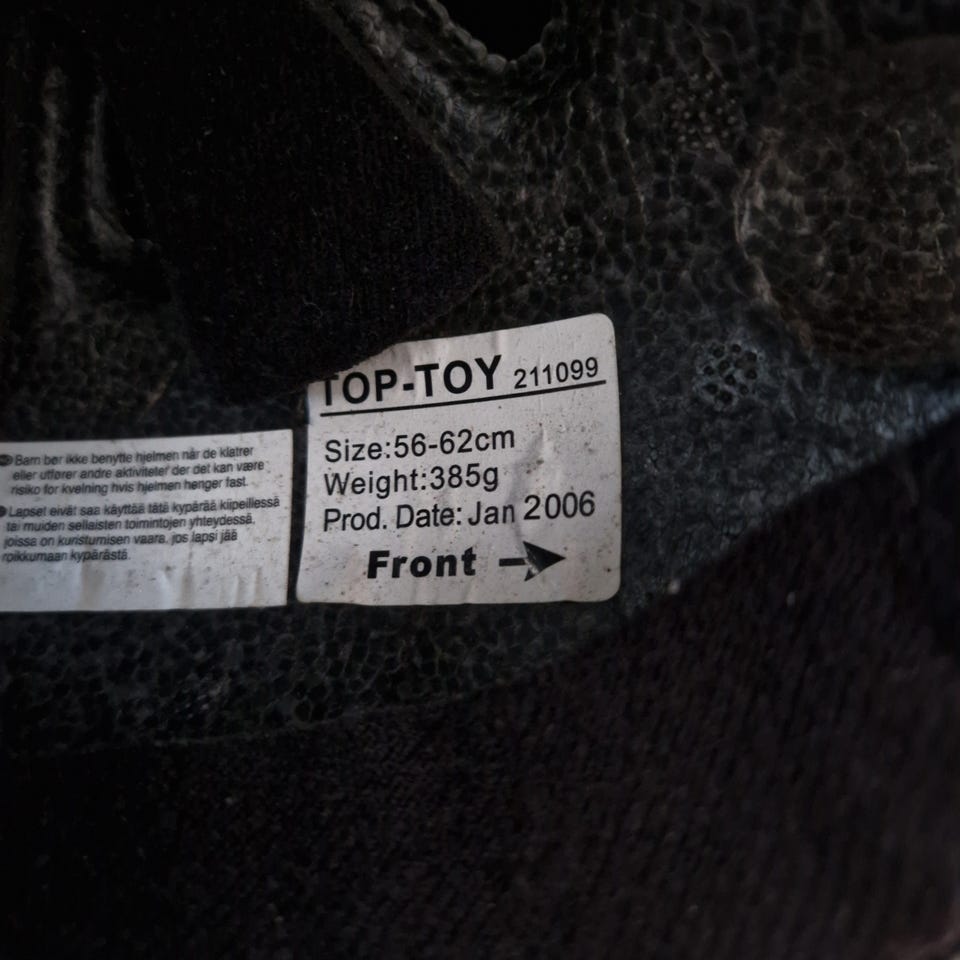 TOP-TOY 211099
Size:56-62cm
Weight:385g
Prod. Date: Jan 2006
Front
Barn bør ikke benytte hjelmen når de klatrer
eller utfører andre aktiviteter der det kan være
risiko for kvelning hvis hjelmen henger fast.
Lapset eivät saa käyttää tätä kypärää kiipeillessä
tai muiden sellaisten toimintojen yhteydessä,
joissa on kuristumisen vaara, jos lapsi jää
roikkumaan kypärästä.